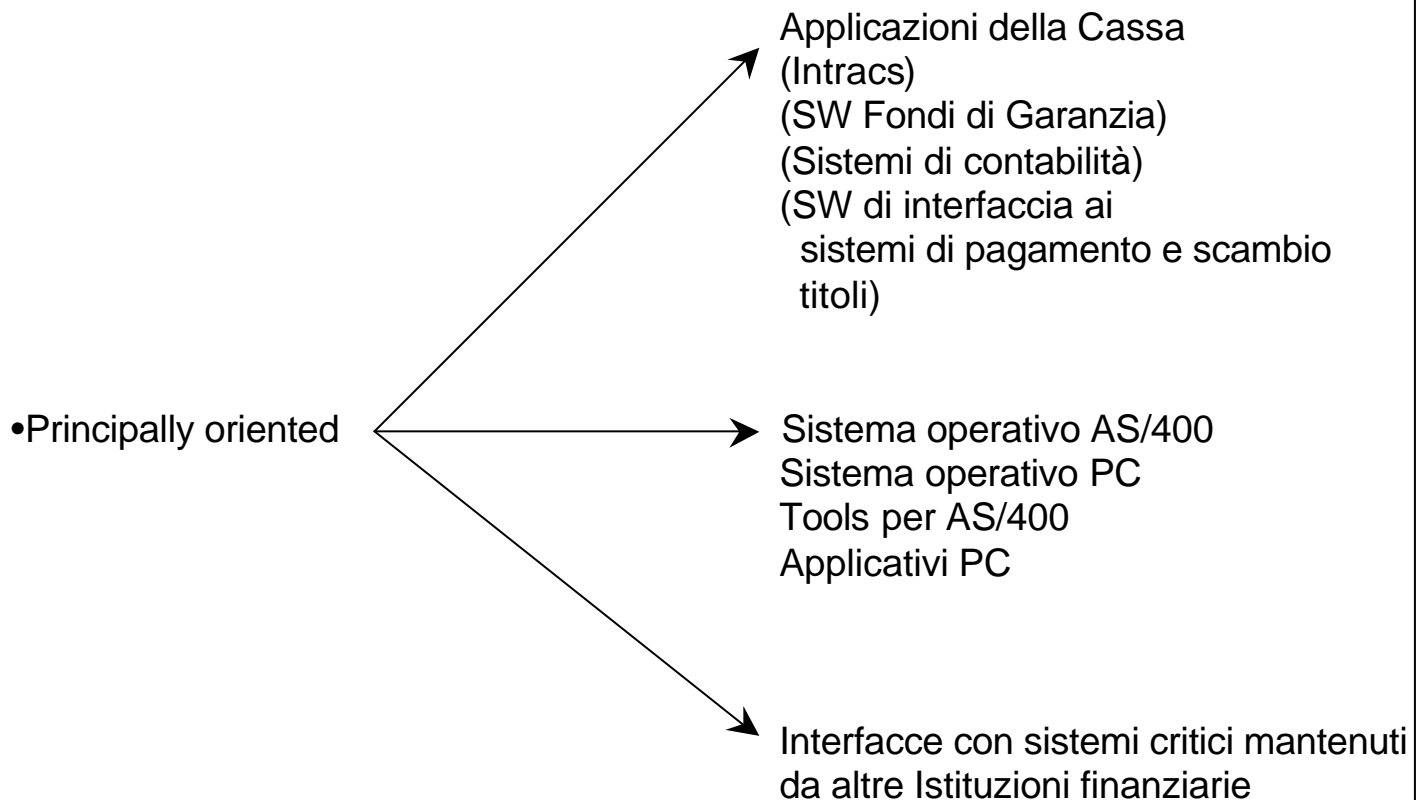 Applicazioni della Cassa
(Intracs)
(SW Fondi di Garanzia)
(Sistemi di contabilità)
(SW di interfaccia ai
sistemi di pagamento e scambio
titoli)
•Principally oriented
Sistema operativo AS/400
Sistema operativo PC
Tools per AS/400
Applicativi PC
Interfacce con sistemi critici mantenuti
da altre Istituzioni finanziarie